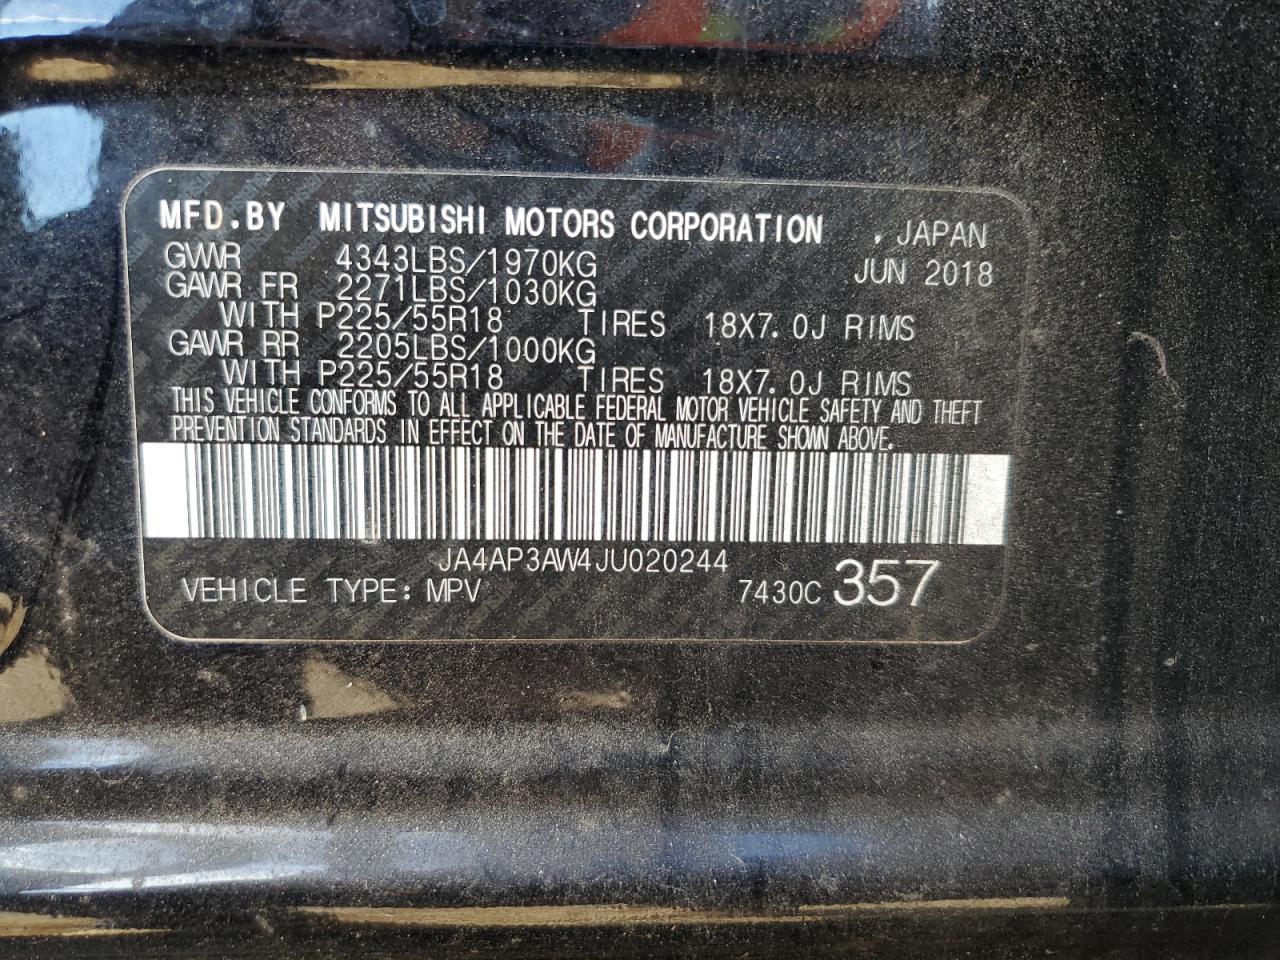 MFD.BY MITSUBISHI MOTORS CORPORATION , JAPAN
GVWR 4343LBS/1970KG JUN 2018
GAWR FR 2271LBS/1030KG
WITH P225/55R18 TIRES 18X7.0J RIMS
GAWR RR 2205LBS/1000KG
WITH P225/55R18 TIRES 18X7.0J RIMS
THIS VEHICLE CONFORMS TO ALL APPLICABLE FEDERAL MOTOR VEHICLE SAFETY AND THEFT
PREVENTION STANDARDS IN EFFECT ON THE DATE OF MANUFACTURE SHOWN ABOVE.
JA4AP3AW4JU020244
VEHICLE TYPE: MPV 7430C 357